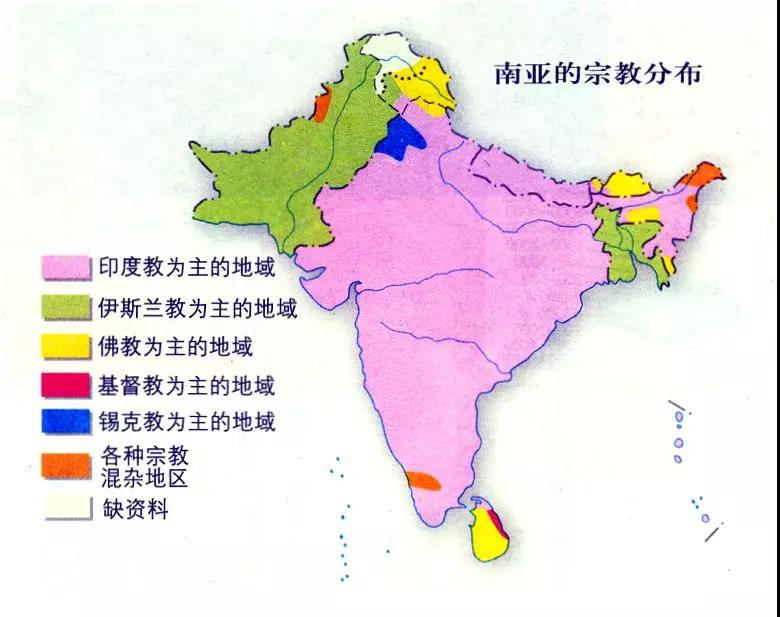 南亚的宗教分布
印度教为主的地域
伊斯兰教为主的地域
佛教为主的地域
基督教为主的地域
锡克教为主的地域
各种宗教
混杂地区
缺资料